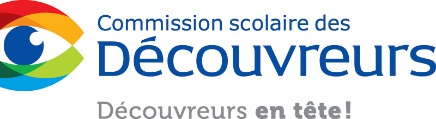 Commission scolaire des
Découvreurs
Découvreurs en tête!